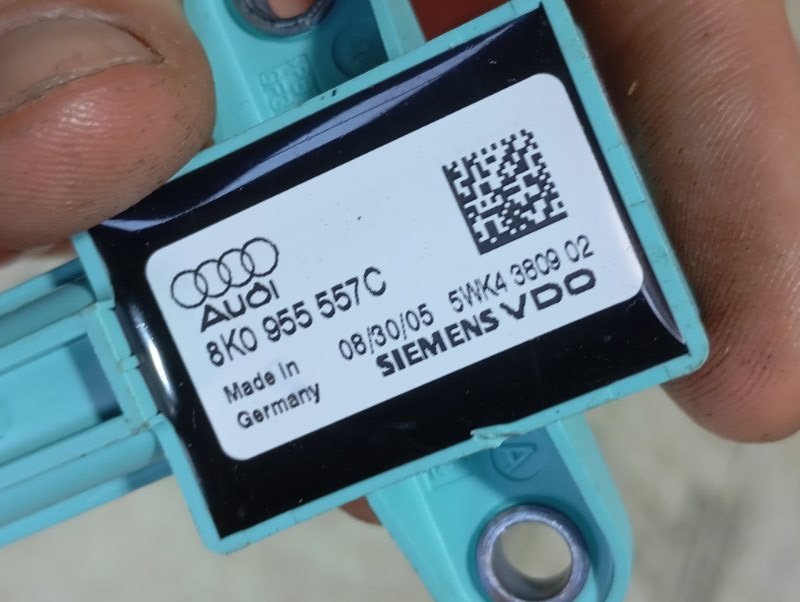 AUDI
8K0 955 557C
08/30/05 5WK4 3809 02
Made in
Germany
SIEMENS VDO